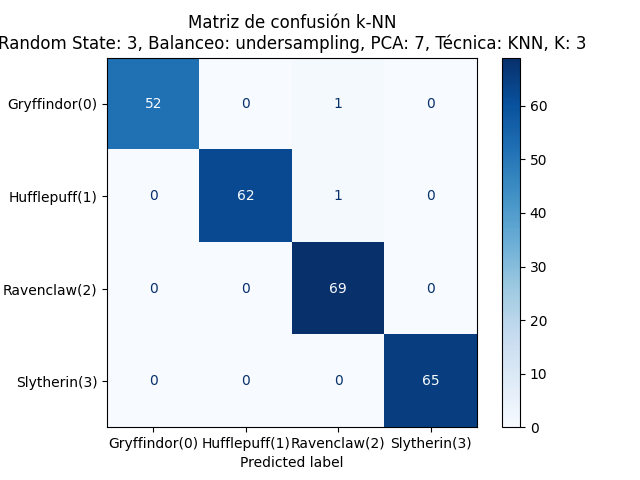 Matriz de confusión k-NN
Random State: 3, Balanceo: undersampling, PCA: 7, Técnica: KNN, K: 3
Gryffindor(0) 52 0 1 0
Hufflepuff(1) 0 62 1 0
Ravenclaw(2) 0 0 69 0
Slytherin(3) 0 0 0 65
Gryffindor(0) Hufflepuff(1) Ravenclaw(2) Slytherin(3)
Predicted label
60
50
40
30
20
10
0